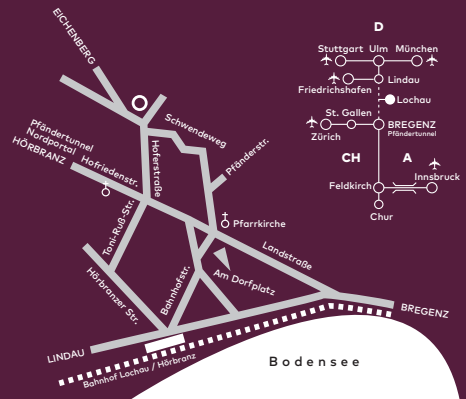 EICHENBERG
Schwendeweg
Pfänderstr.
Hoferstraße
Pfändertunnel
Nordportal
HÖRBRANZ
Hofriedenstr.
Toni-Ruß-Str.
Hörbranzer Str.
Bahnhofstr.
Pfarrkirche
Landstraße
Am Dorfplatz
LINDAU
BREGENZ
Bahnhof Lochau / Hörbranz
Bodensee
D
Stuttgart Ulm München
Lindau
Friedrichshafen
Lochau
St. Gallen
BREGENZ
Pfändertunnel
Zürich
CH A
Innsbruck
Feldkirch
Chur